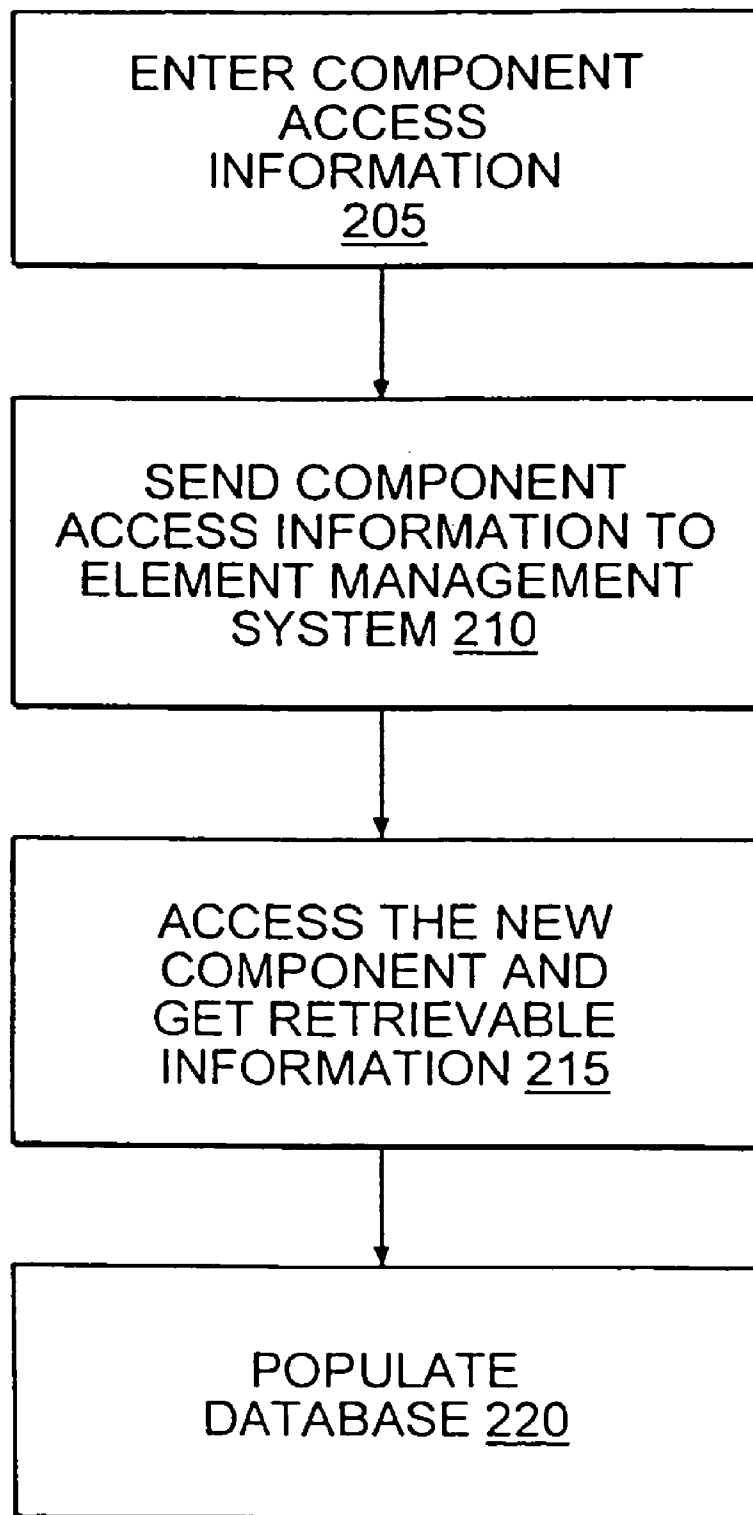 ENTER COMPONENT
ACCESS
INFORMATION
205
SEND COMPONENT
ACCESS INFORMATION TO
ELEMENT MANAGEMENT
SYSTEM 210
ACCESS THE NEW
COMPONENT AND
GET RETRIEVABLE
INFORMATION 215
POPULATE
DATABASE 220